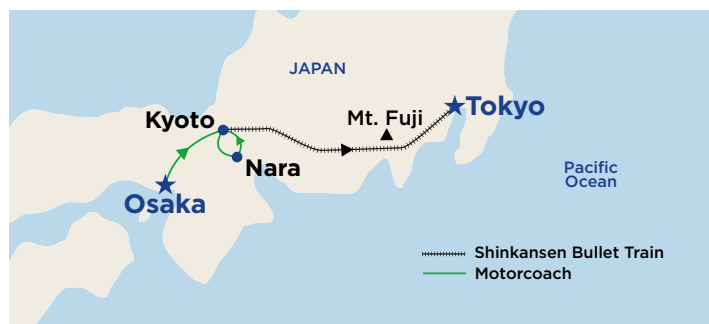 JAPAN
Kyoto
Mt. Fuji
Tokyo
Nara
Osaka
Pacific
Ocean
Shinkansen Bullet Train
Motorcoach